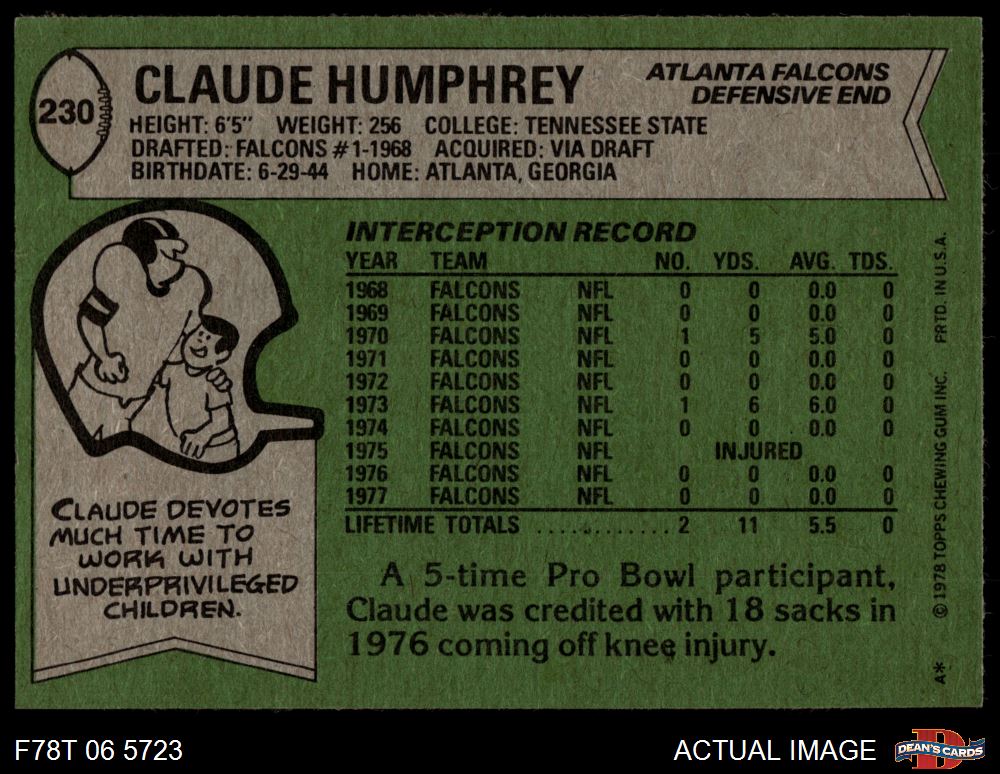 230
CLAUDE HUMPHREY
ATLANTA FALCONS
DEFENSIVE END
HEIGHT: 6'5" WEIGHT: 256 COLLEGE: TENNESSEE STATE
DRAFTED: FALCONS #1-1968 ACQUIRED: VIA DRAFT
BIRTHDATE: 6-29-44 HOME: ATLANTA, GEORGIA
INTERCEPTION RECORD
YEAR TEAM NO. YDS. AVG. TDS.
1968 FALCONS NFL 0 0 0.0 0
1969 FALCONS NFL 0 0 0.0 0
1970 FALCONS NFL 1 5 5.0 0
1971 FALCONS NFL 0 0 0.0 0
1972 FALCONS NFL 0 0 0.0 0
1973 FALCONS NFL 1 6 6.0 0
1974 FALCONS NFL 0 0 0.0 0
1975 FALCONS NFL INJURED
1976 FALCONS NFL 0 0 0.0 0
1977 FALCONS NFL 0 0 0.0 0
LIFETIME TOTALS ........... 2 11 5.5 0
CLAUDE DEVOTES
MUCH TIME TO
WORK WITH
UNDERPRIVILEGED
CHILDREN.
A 5-time Pro Bowl participant,
Claude was credited with 18 sacks in
1976 coming off knee injury.
A* © 1978 TOPPS CHEWING GUM INC. PRTD. IN U.S.A.
F78T 06 5723
ACTUAL IMAGE
D
DEAN'S CARDS